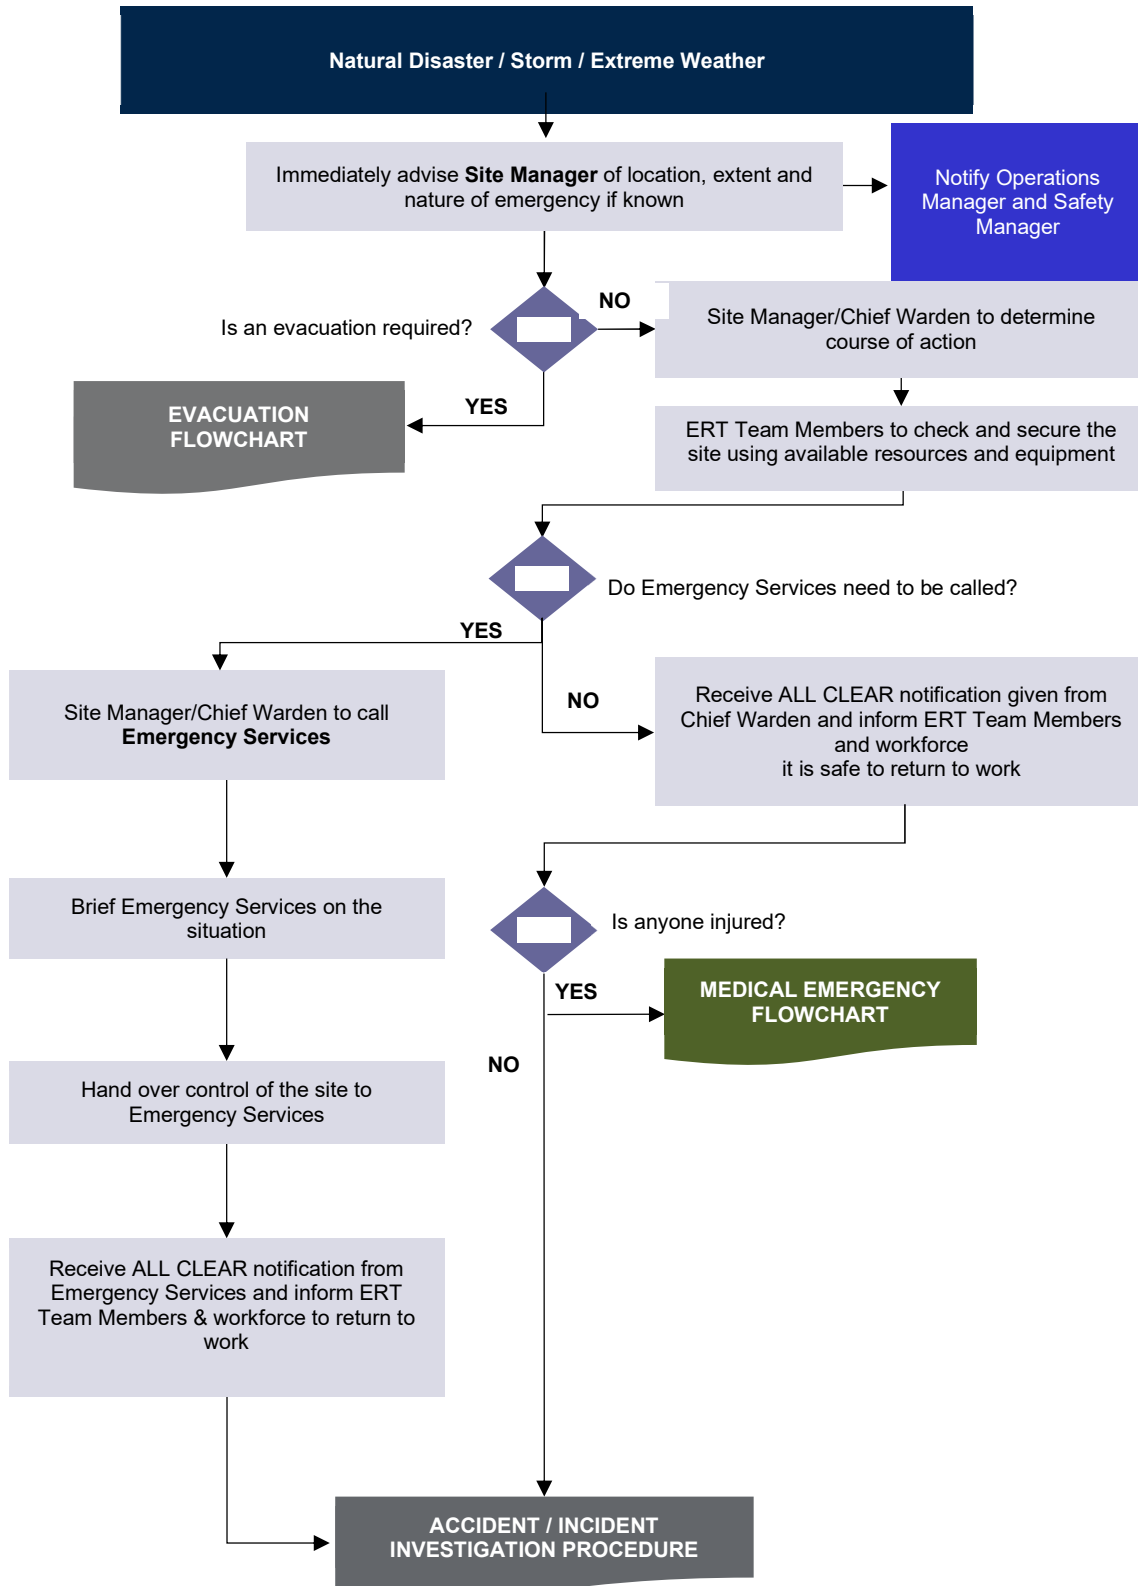 Natural Disaster / Storm / Extreme Weather
Immediately advise Site Manager of location, extent and
nature of emergency if known
Notify Operations
Manager and Safety
Manager
Is an evacuation required?
NO
Site Manager/Chief Warden to determine
course of action
YES
EVACUATION
FLOWCHART
ERT Team Members to check and secure the
site using available resources and equipment
Do Emergency Services need to be called?
YES
Site Manager/Chief Warden to call
Emergency Services
NO
Receive ALL CLEAR notification given from
Chief Warden and inform ERT Team Members
and workforce
it is safe to return to work
Brief Emergency Services on the
situation
Is anyone injured?
YES
MEDICAL EMERGENCY
FLOWCHART
NO
Hand over control of the site to
Emergency Services
Receive ALL CLEAR notification from
Emergency Services and inform ERT
Team Members & workforce to return to
work
ACCIDENT / INCIDENT
INVESTIGATION PROCEDURE